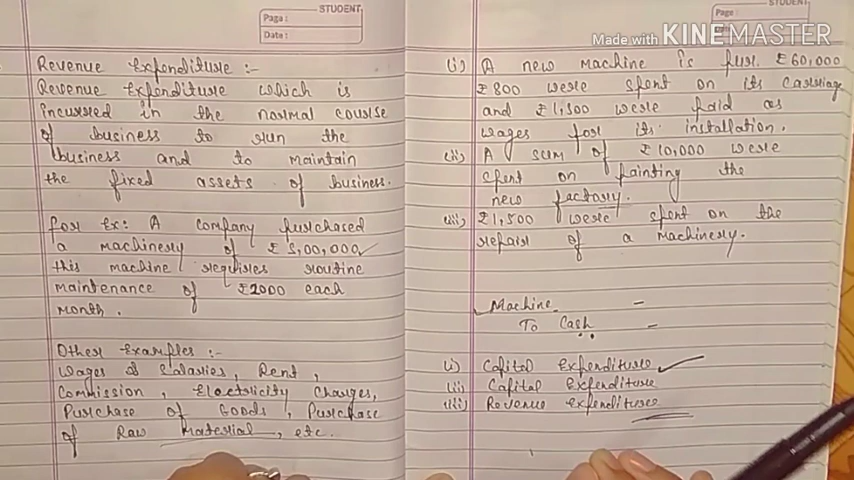 STUDENT
Page:
Date:
Revenue Expenditure :-
Revenue Expenditure which is
incurred in the normal course
of business to run the
business and to maintain
the fixed assets of business.
For Ex: A company purchased
a machinery of ₹ 5,00,000
this machine requires routine
maintenance of ₹2000 each
month.
Other Examples :-
Wages & Salaries, Rent,
Commission, Electricity Charges,
Purchase of Goods, Purchase
of Raw Material, etc.
STUDENT
Page:
Made with KINEMASTER
(i) A new machine is pur. ₹60,000
₹800 were spent on its carriage
and ₹1,500 were paid as
wages for its installation.
(ii) A sum of ₹10,000 were
spent on painting the
new factory.
(iii) ₹1,500 were spent on the
repair of a machinery.
Machine -
To Cash -
i) Capital Expenditure
(ii) Capital Expenditure
(iii) Revenue Expenditure